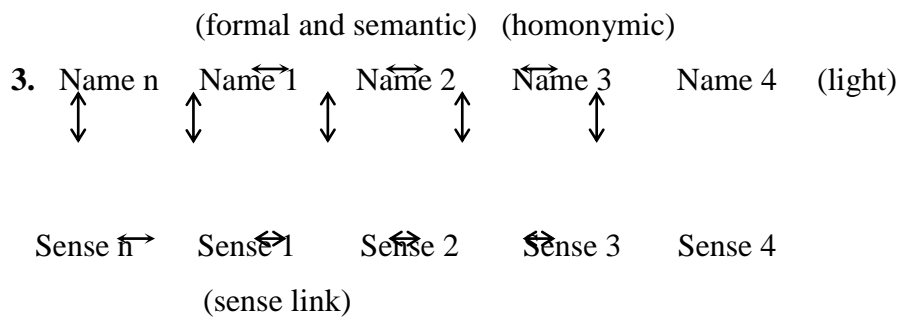 (formal and semantic) (homonymic)
3. Name n Name 1 Name 2 Name 3 Name 4 (light)
Sense n Sense 1 Sense 2 Sense 3 Sense 4
(sense link)